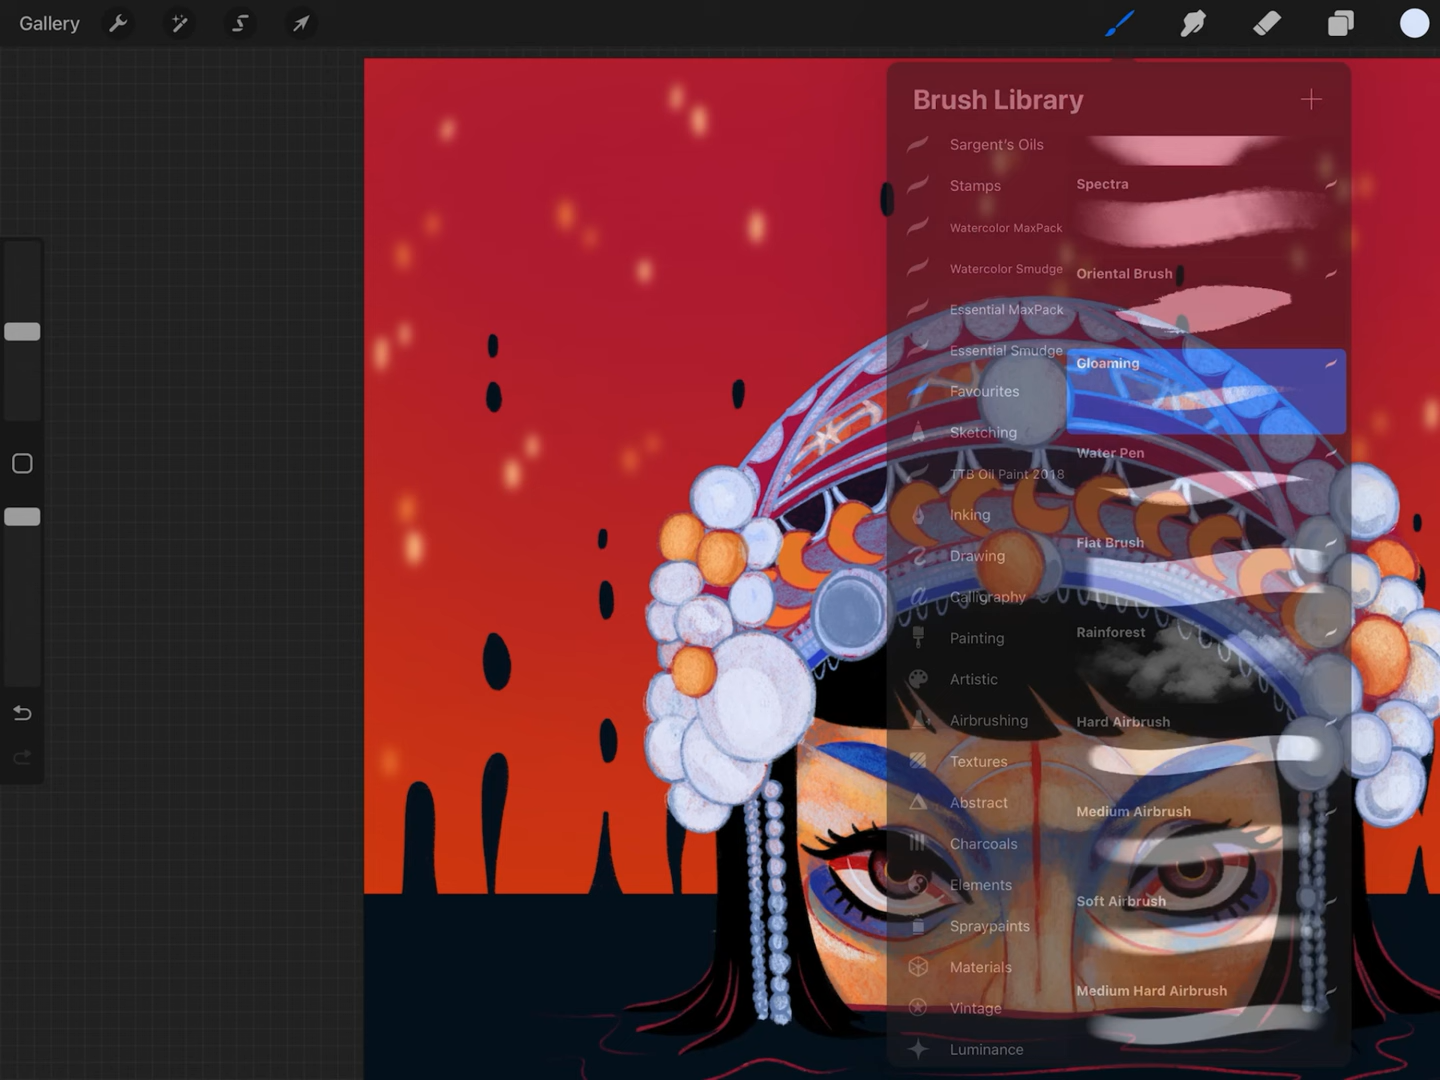 Gallery
Brush Library
Sargent's Oils
Stamps
Watercolor MaxPack
Watercolor Smudge
Essential MaxPack
Essential Smudge
Favourites
Sketching
TTB Oil Paint 2018
Inking
Drawing
Calligraphy
Painting
Artistic
Airbrushing
Textures
Abstract
Charcoals
Elements
Spraypaints
Materials
Vintage
Luminance
Spectra
Oriental Brush
Gloaming
Water Pen
Flat Brush
Rainforest
Hard Airbrush
Medium Airbrush
Soft Airbrush
Medium Hard Airbrush